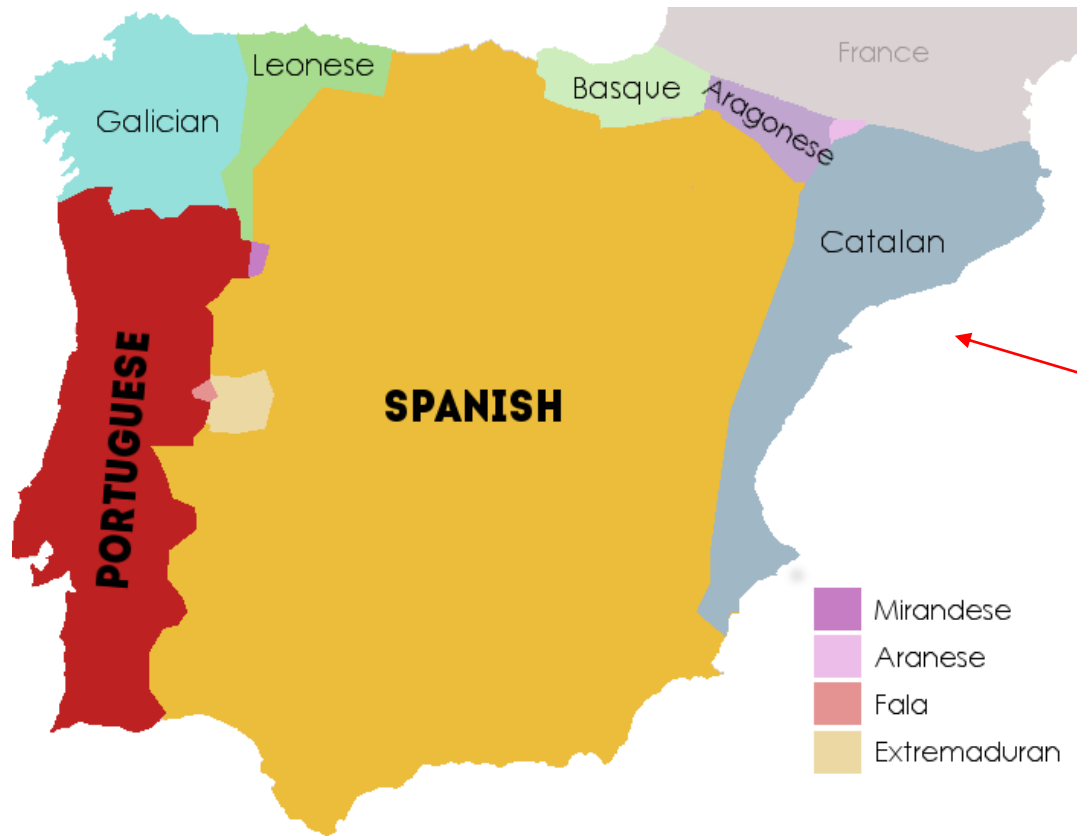 France
Leonese
Basque
Aragonese
Galician
Catalan
PORTUGUESE
SPANISH
Mirandese
Aranese
Fala
Extremaduran